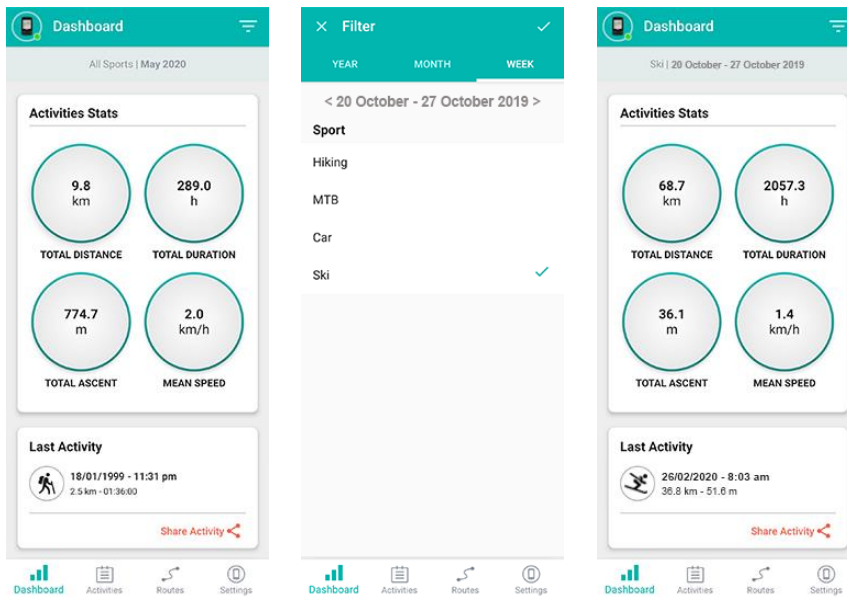 Dashboard
All Sports | May 2020
Activities Stats
9.8
km
289.0
h
TOTAL DISTANCE
TOTAL DURATION
774.7
m
2.0
km/h
TOTAL ASCENT
MEAN SPEED
Last Activity
18/01/1999 - 11:31 pm
2.5 km - 01:36:00
Share Activity
Dashboard
Activities
Routes
Settings
Filter
YEAR
MONTH
WEEK
< 20 October - 27 October 2019 >
Sport
Hiking
MTB
Car
Ski
Dashboard
Activities
Routes
Settings
Dashboard
Ski | 20 October - 27 October 2019
Activities Stats
68.7
km
2057.3
h
TOTAL DISTANCE
TOTAL DURATION
36.1
m
1.4
km/h
TOTAL ASCENT
MEAN SPEED
Last Activity
26/02/2020 - 8:03 am
36.8 km - 51.6 m
Share Activity
Dashboard
Activities
Routes
Settings